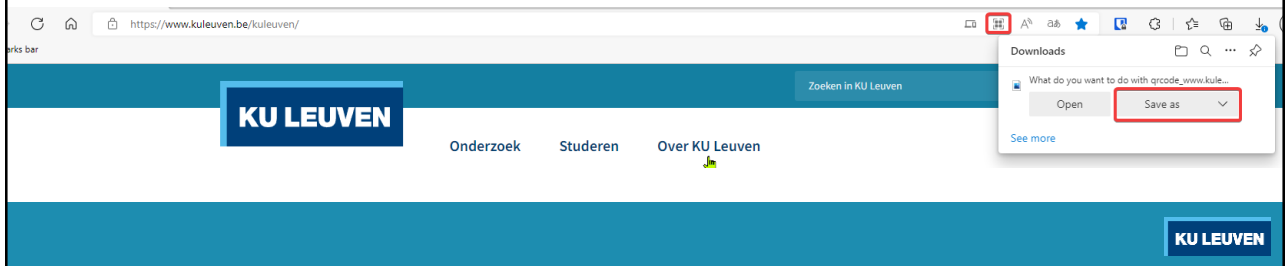 https://www.kuleuven.be/kuleuven/
arks bar
Downloads
What do you want to do with qrcode_www.kule...
Open
Save as
See more
Zoeken in KU Leuven
KU LEUVEN
Onderzoek
Studeren
Over KU Leuven
KU LEUVEN